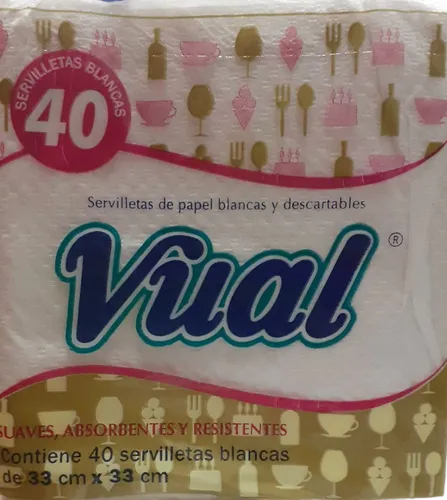 SERVILLETAS BLANCAS
40
Servilletas de papel blancas y descartables
Vual ®
SUAVES, ABSORBENTES Y RESISTENTES
Contiene 40 servilletas blancas
de 33 cm x 33 cm